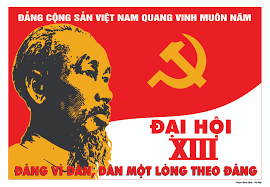 ĐẢNG CỘNG SẢN VIỆT NAM QUANG VINH MUÔN NĂM
ĐẠI HỘI
XIII
ĐẢNG VÌ DÂN, DÂN MỘT LÒNG THEO ĐẢNG